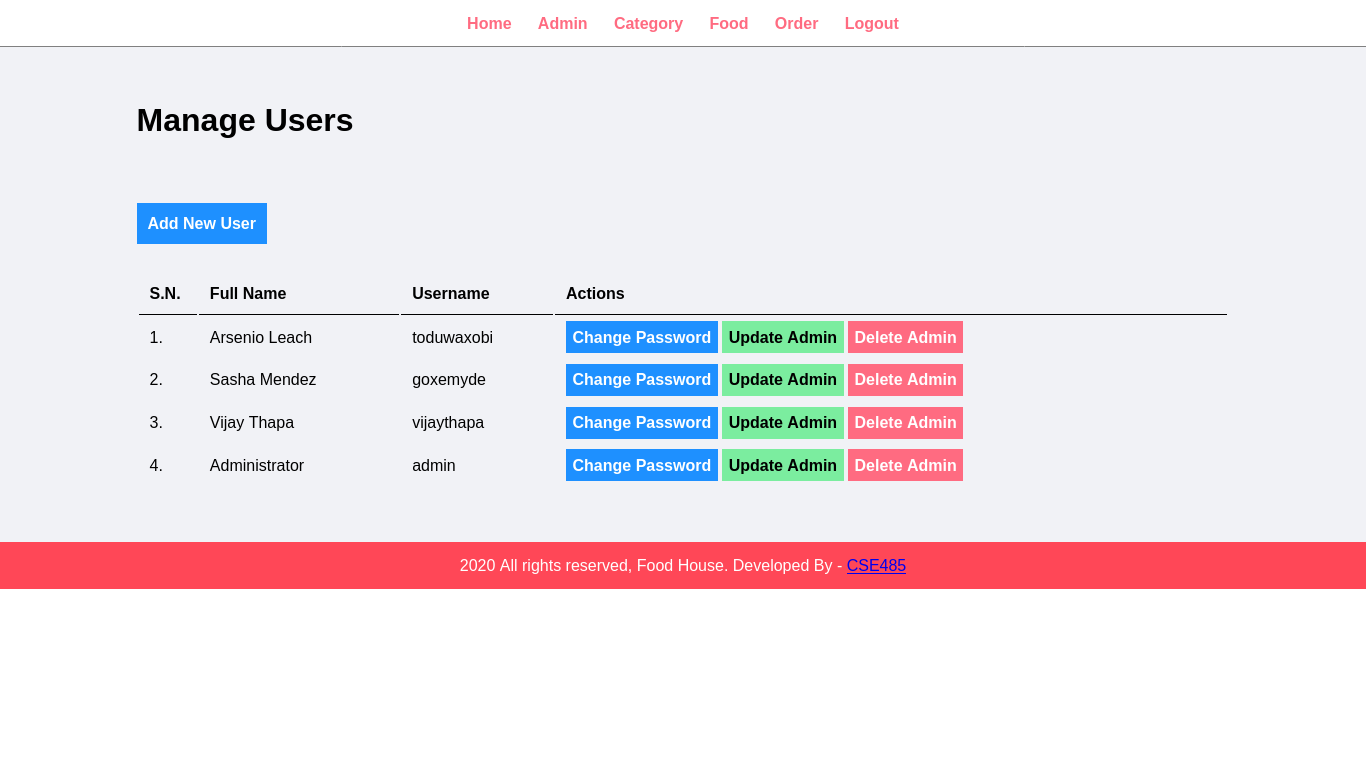 Home Admin Category Food Order Logout
Manage Users
Add New User
S.N. Full Name Username Actions
1. Arsenio Leach toduwaxobi Change Password Update Admin Delete Admin
2. Sasha Mendez goxemyde Change Password Update Admin Delete Admin
3. Vijay Thapa vijaythapa Change Password Update Admin Delete Admin
4. Administrator admin Change Password Update Admin Delete Admin
2020 All rights reserved, Food House. Developed By - CSE485